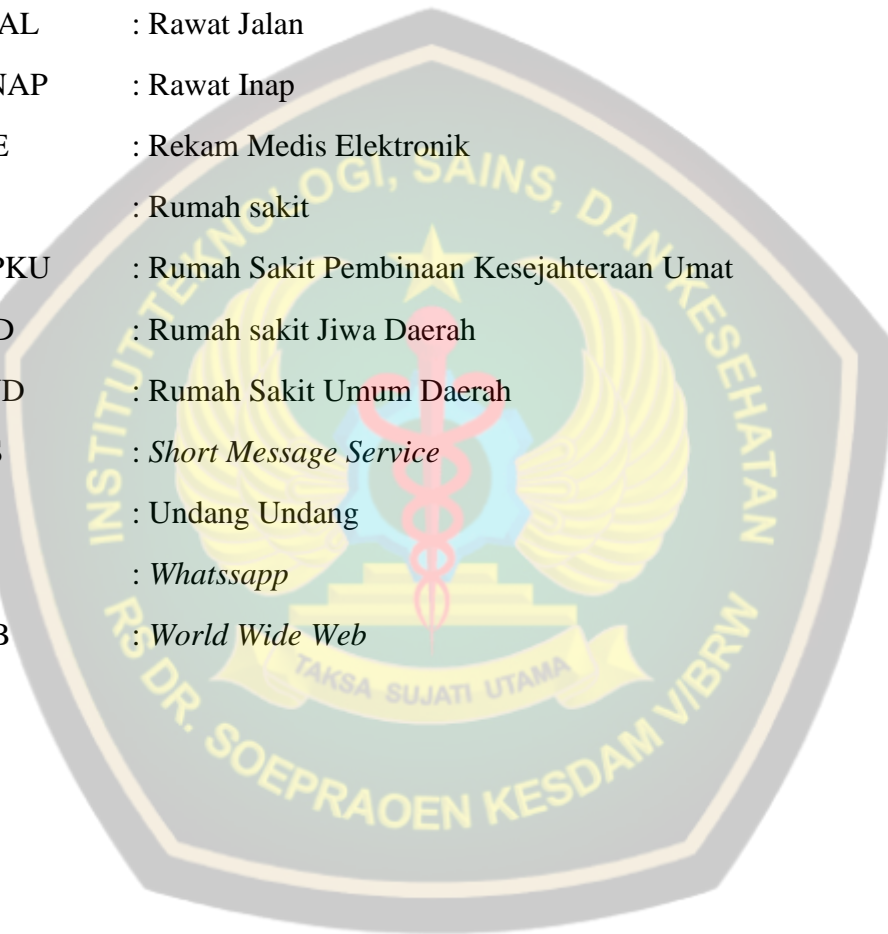 AL : Rawat Jalan
NAP : Rawat Inap
E : Rekam Medis Elektronik
: Rumah sakit
PKU : Rumah Sakit Pembinaan Kesejahteraan Umat
D : Rumah sakit Jiwa Daerah
UD : Rumah Sakit Umum Daerah
S : Short Message Service
: Undang Undang
: Whatssapp
B : World Wide Web
INSTITUT TEKNOLOGI, SAINS, DAN KESEHATAN
TAKSA SUJATI UTAMA
RS DR. SOEPRAOEN KESDAM V/BRW